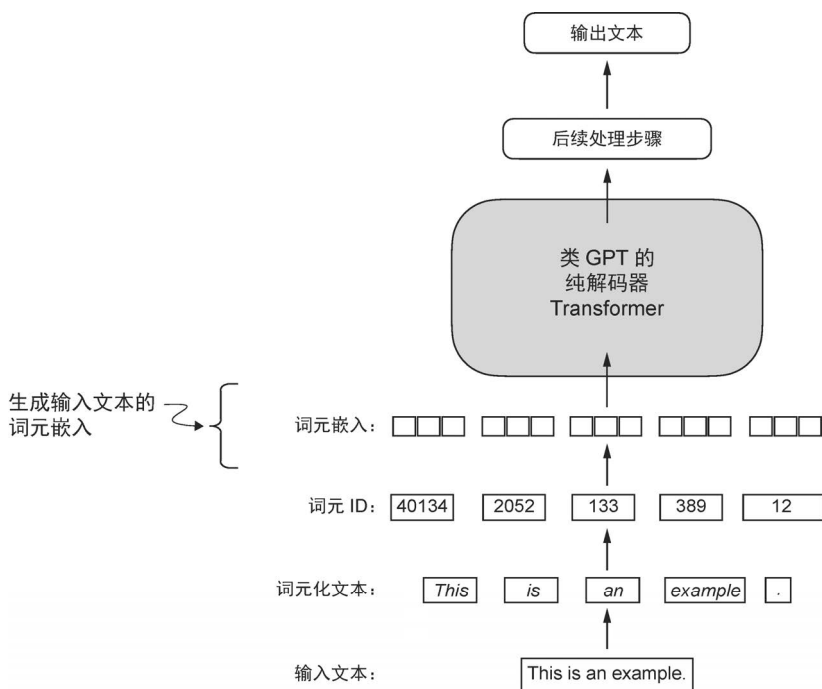 输出文本
后续处理步骤
类 GPT 的
纯解码器
Transformer
生成输入文本的
词元嵌入
词元嵌入：
词元 ID： 40134 2052 133 389 12
词元化文本： This is an example .
输入文本： This is an example.